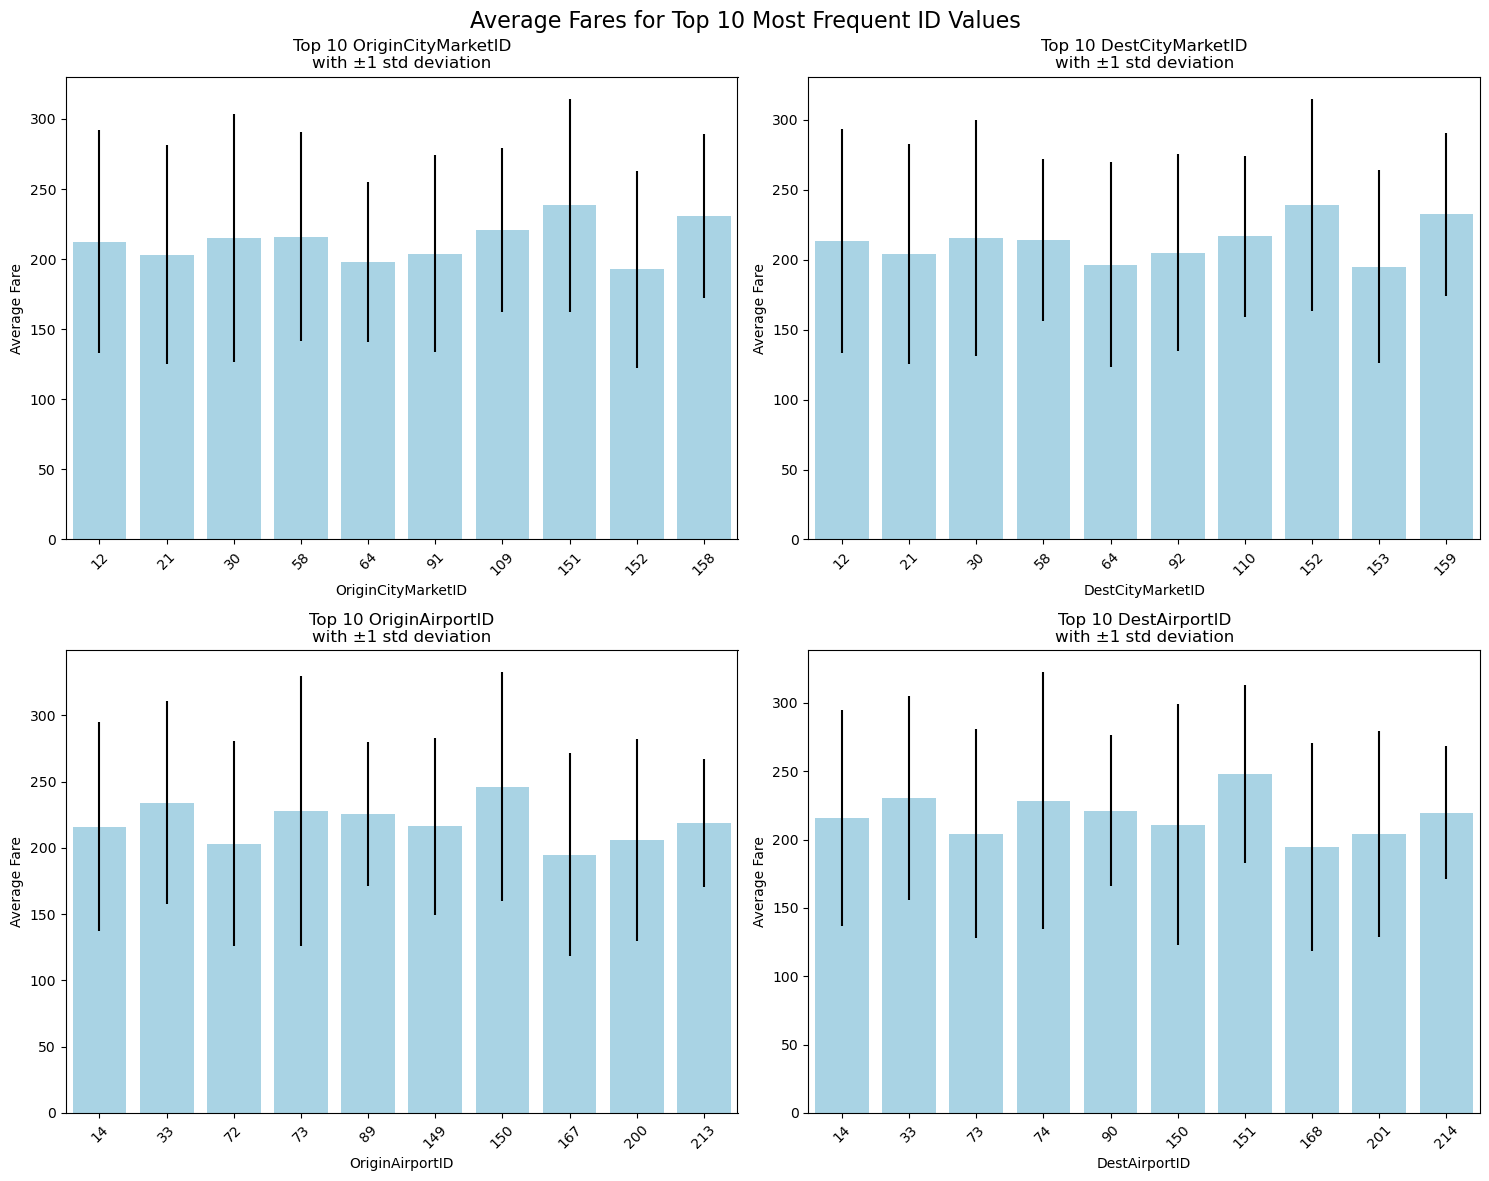 Average Fares for Top 10 Most Frequent ID Values
Top 10 OriginCityMarketID
with ±1 std deviation
300
250
200
150
100
50
0
Average Fare
12 21 30 58 64 91 109 151 152 158
OriginCityMarketID
Top 10 DestCityMarketID
with ±1 std deviation
300
250
200
150
100
50
0
Average Fare
12 21 30 58 64 92 110 152 153 159
DestCityMarketID
Top 10 OriginAirportID
with ±1 std deviation
300
250
200
150
100
50
0
Average Fare
14 33 72 73 89 149 150 167 200 213
OriginAirportID
Top 10 DestAirportID
with ±1 std deviation
300
250
200
150
100
50
0
Average Fare
14 33 73 74 90 150 151 168 201 214
DestAirportID